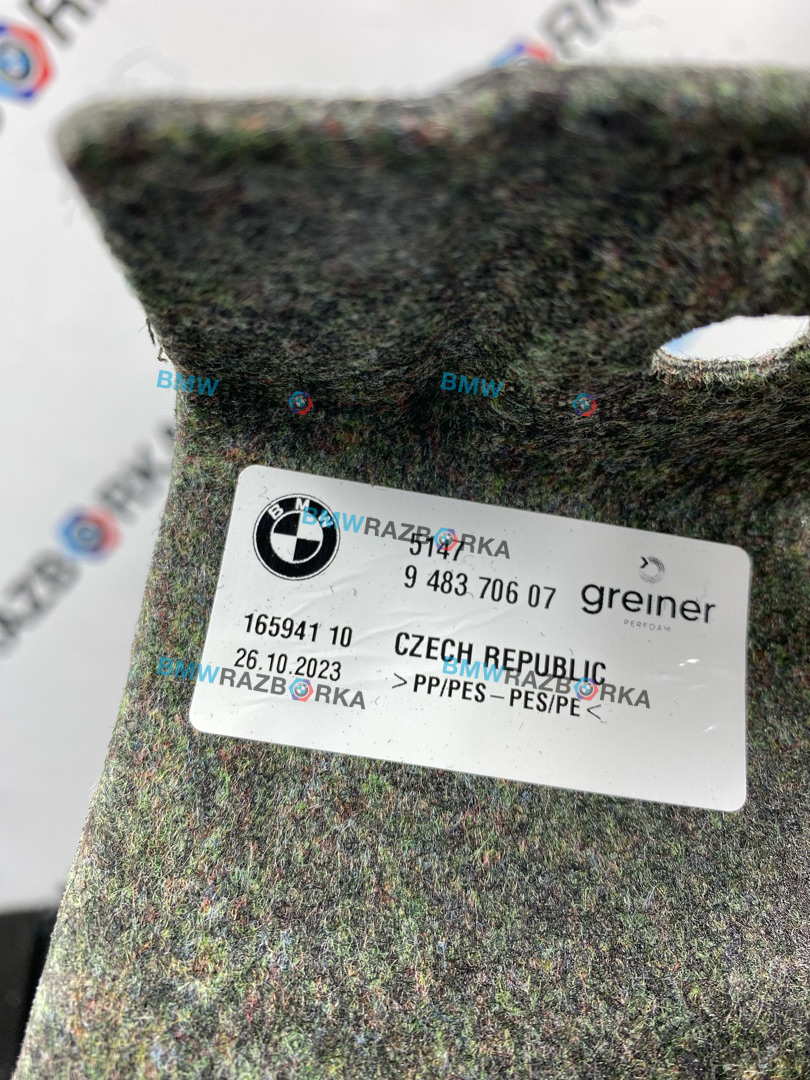 BMW
BMW
BMW
BMWRAZBORKA
5147
9 483 706 07
greiner
PERFOAM
165941 10
26.10.2023
CZECH REPUBLIC
>PP/PES-PES/PE<
BMWRAZBORKA
BMWRAZBORKA